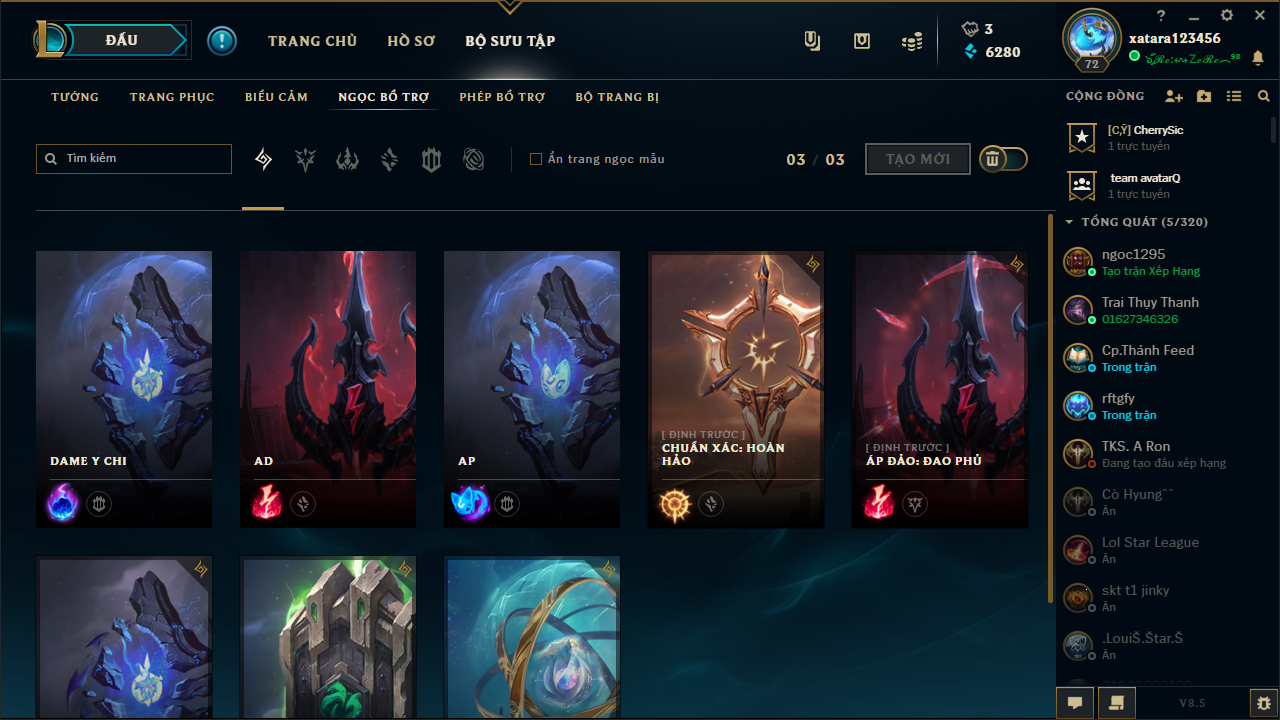 ĐẤU
TRANG CHỦ
HỒ SƠ
BỘ SƯU TẬP
3
6280
72
xatara123456
TƯỚNG
TRANG PHỤC
BIỂU CẢM
NGỌC BỔ TRỢ
PHÉP BỔ TRỢ
BỘ TRANG BỊ
Tìm kiếm
Ẩn trang ngọc mẫu
03 / 03
TẠO MỚI
CỘNG ĐỒNG
[C,Ÿ] CherrySic
1 trực tuyến
team avatarQ
1 trực tuyến
TỔNG QUÁT (5/320)
ngoc1295
Tạo trận Xếp Hạng
Trai Thụy Thanh
01627346326
Cp.Thánh Feed
Trong trận
rftgfy
Trong trận
TKS. A Ron
Đang tạo đấu xếp hạng
Cò Hyung^^
Ẩn
Lol Star League
Ẩn
skt t1 jinky
Ẩn
.LouiŠ.Štar.Š
Ẩn
DAME Y CHI
AD
AP
[ ĐỊNH TRƯỚC ]
CHUẨN XÁC: HOÀN
HẢO
[ ĐỊNH TRƯỚC ]
ÁP ĐẢO: ĐAO PHỦ
V8.5